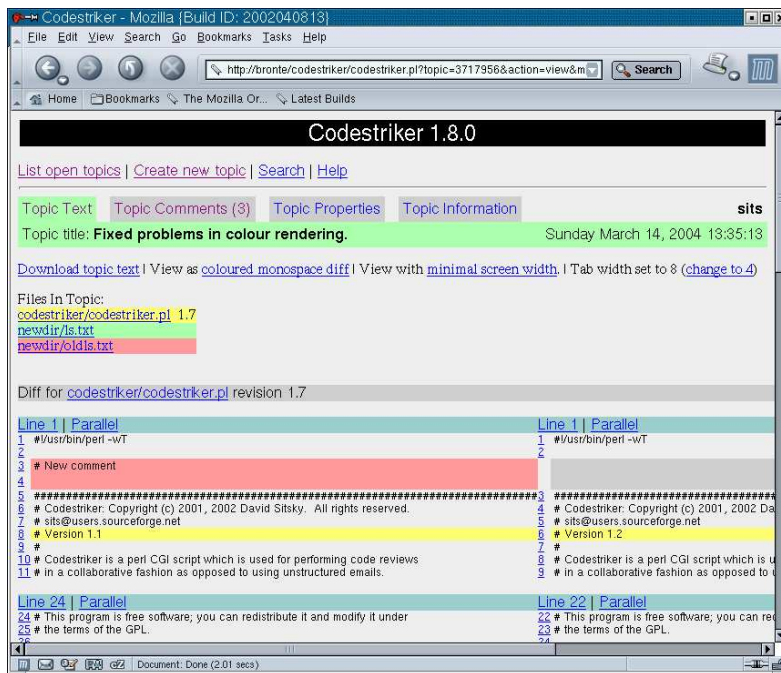 Codestriker - Mozilla {Build ID: 2002040813}
File Edit View Search Go Bookmarks Tasks Help
http://bronte/codestriker/codestriker.pl?topic=3717956&action=view&m Search
Home Bookmarks The Mozilla Or... Latest Builds
Codestriker 1.8.0
List open topics | Create new topic | Search | Help
Topic Text Topic Comments (3) Topic Properties Topic Information sits
Topic title: Fixed problems in colour rendering. Sunday March 14, 2004 13:35:13
Download topic text | View as coloured monospace diff | View with minimal screen width. | Tab width set to 8 (change to 4)
Files In Topic:
codestriker/codestriker.pl 1.7
newdir/ls.txt
newdir/oldls.txt
Diff for codestriker/codestriker.pl revision 1.7
Line 1 | Parallel Line 1 | Parallel
1 #!/usr/bin/perl -wT 1 #!/usr/bin/perl -wT
2 2
3 # New comment
4
5 ############################################################################### 3 ##################################
6 # Codestriker: Copyright (c) 2001, 2002 David Sitsky. All rights reserved. 4 # Codestriker: Copyright (c) 2001, 2002 Da
7 # sits@users.sourceforge.net 5 # sits@users.sourceforge.net
8 # Version 1.1 6 # Version 1.2
9 # 7 #
10 # Codestriker is a perl CGI script which is used for performing code reviews 8 # Codestriker is a perl CGI script which is u
11 # in a collaborative fashion as opposed to using unstructured emails. 9 # in a collaborative fashion as opposed to
Line 24 | Parallel Line 22 | Parallel
24 # This program is free software; you can redistribute it and modify it under 22 # This program is free software; you can red
25 # the terms of the GPL. 23 # the terms of the GPL.
26 24
Document: Done (2.01 secs)